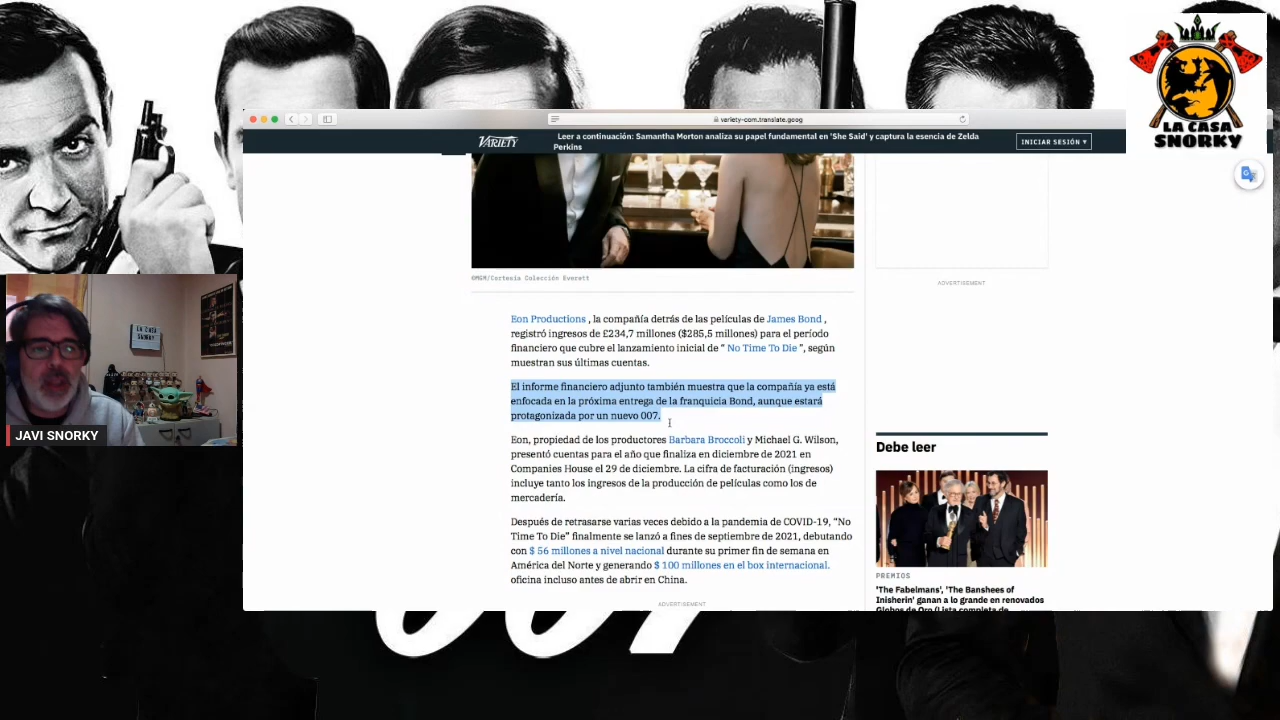 LA CASA
SNORKY
variety-com.translate.goog
VARIETY
Leer a continuación: Samantha Morton analiza su papel fundamental en 'She Said' y captura la esencia de Zelda
Perkins
INICIAR SESIÓN ▾
©MGM/Cortesía Colección Everett
ADVERTISEMENT
Eon Productions , la compañía detrás de las películas de James Bond ,
registró ingresos de £234,7 millones ($285,5 millones) para el período
financiero que cubre el lanzamiento inicial de “ No Time To Die ”, según
muestran sus últimas cuentas.
El informe financiero adjunto también muestra que la compañía ya está
enfocada en la próxima entrega de la franquicia Bond, aunque estará
protagonizada por un nuevo 007.
Eon, propiedad de los productores Barbara Broccoli y Michael G. Wilson,
presentó cuentas para el año que finaliza en diciembre de 2021 en
Companies House el 29 de diciembre. La cifra de facturación (ingresos)
incluye tanto los ingresos de la producción de películas como los de
mercadería.
Después de retrasarse varias veces debido a la pandemia de COVID-19, “No
Time To Die” finalmente se lanzó a fines de septiembre de 2021, debutando
con $ 56 millones a nivel nacional durante su primer fin de semana en
América del Norte y generando $ 100 millones en el box internacional.
oficina incluso antes de abrir en China.
ADVERTISEMENT
Debe leer
PREMIOS
'The Fabelmans', 'The Banshees of
Inisherin' ganan a lo grande en renovados
Globos de Oro (Lista completa de
LA CASA
SNORKY
JAVI SNORKY
007